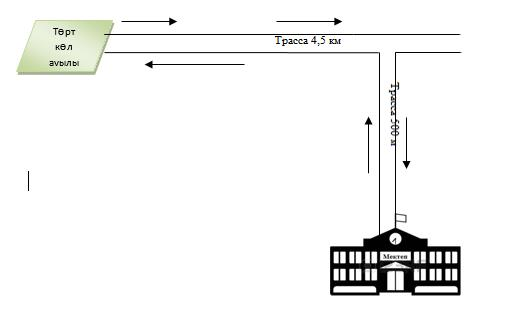 Төрт
көл
ауылы
Трасса 4,5 км
Трасса 500 м
Мектеп